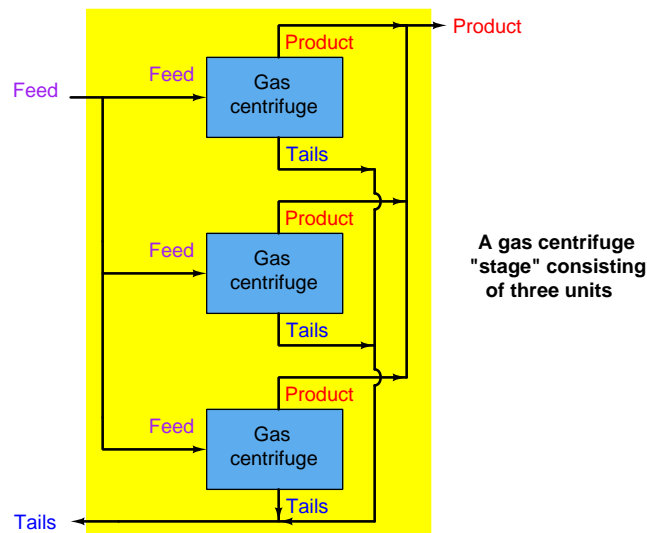 Product
Product
Feed
Feed
Gas
centrifuge
Tails
Product
Feed
Gas
centrifuge
Tails
A gas centrifuge
"stage" consisting
of three units
Product
Feed
Gas
centrifuge
Tails
Tails